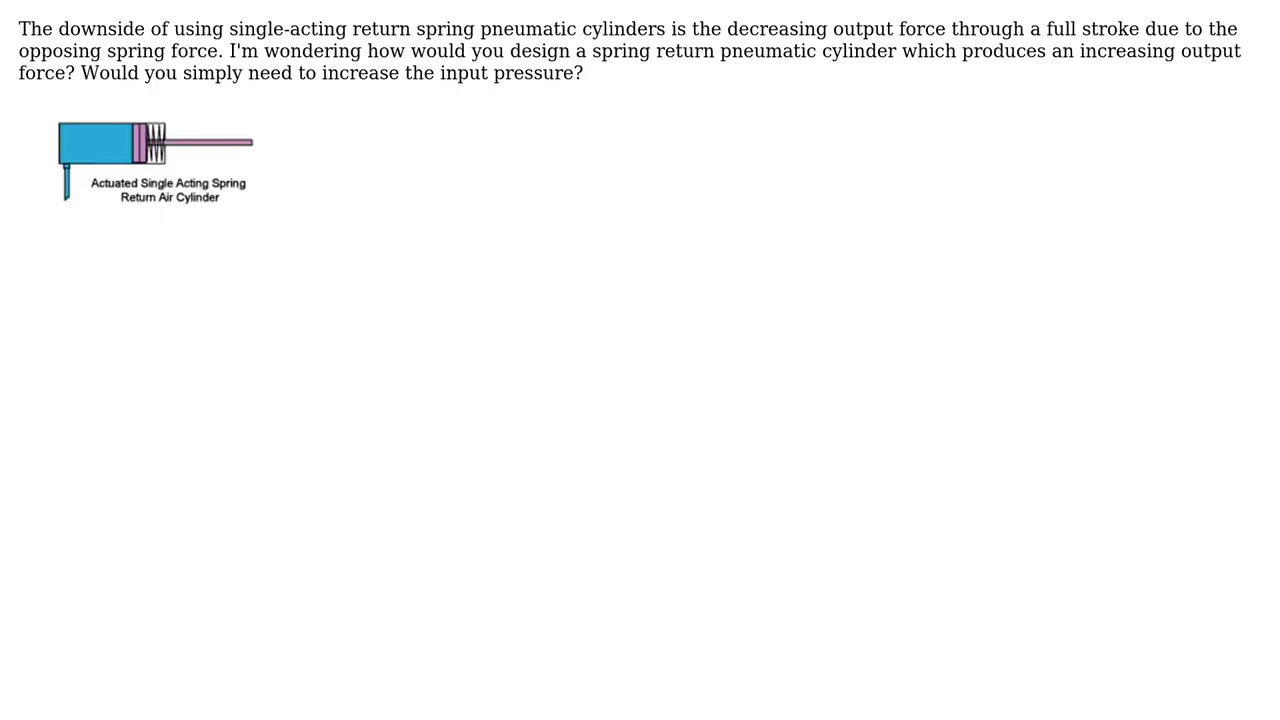 The downside of using single-acting return spring pneumatic cylinders is the decreasing output force through a full stroke due to the
opposing spring force. I'm wondering how would you design a spring return pneumatic cylinder which produces an increasing output
force? Would you simply need to increase the input pressure?
Actuated Single Acting Spring
Return Air Cylinder